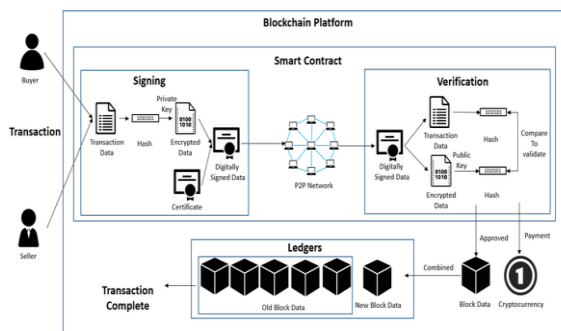 Blockchain Platform
Smart Contract
Buyer
Transaction
Seller
Signing
Private
Key
Transaction
Data
Hash
0100
1010
Encrypted
Data
Certificate
Digitally
Signed Data
P2P Network
Verification
Digitally
Signed Data
Transaction
Data
Hash
Compare
To
validate
Public
Key
0100
1010
Encrypted
Data
Hash
Approved
Payment
Ledgers
Combined
Old Block Data
New Block Data
Block Data
1
Cryptocurrency
Transaction
Complete